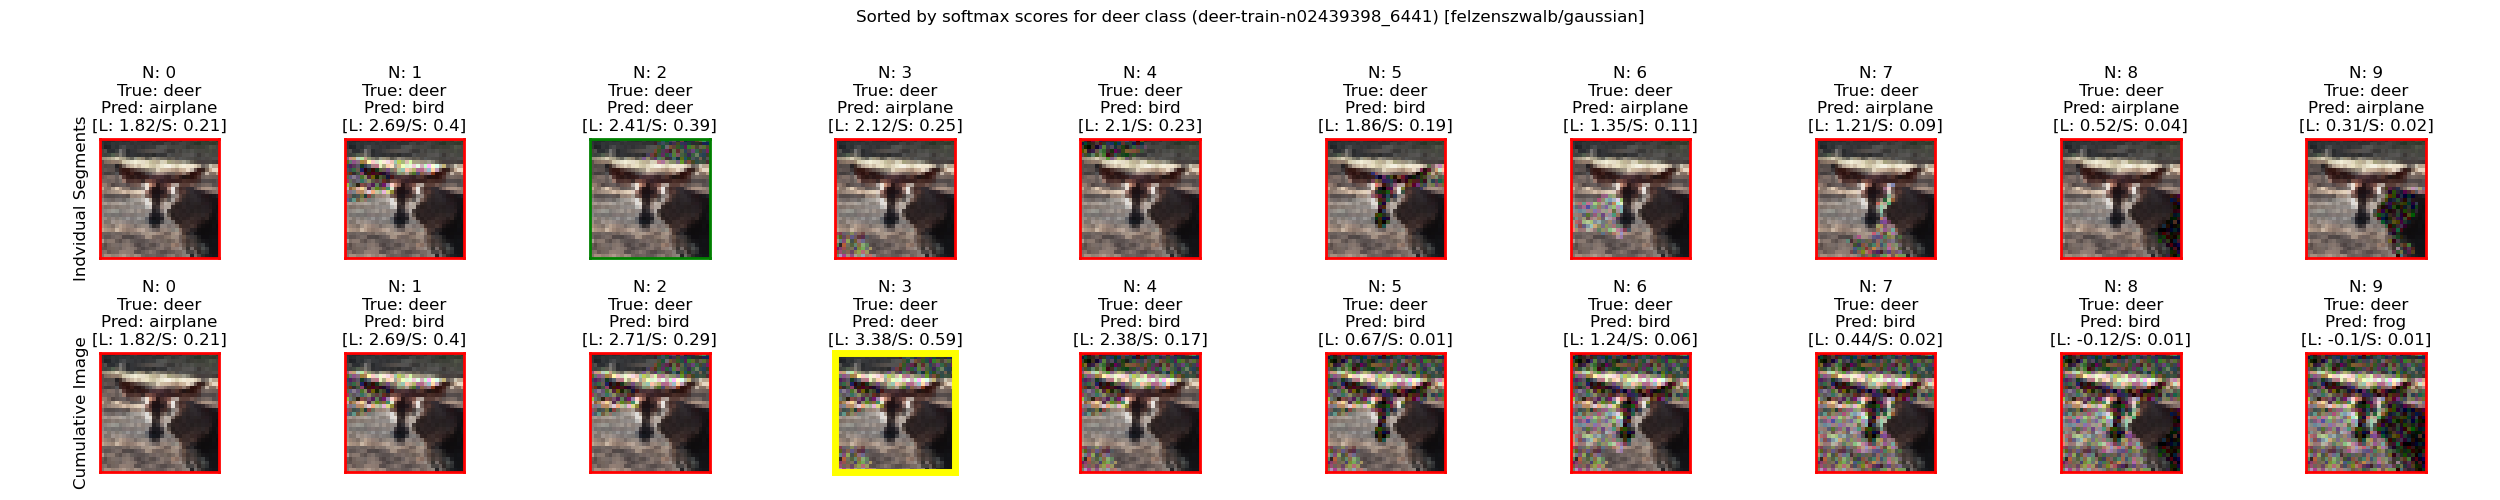 Sorted by softmax scores for deer class (deer-train-n02439398_6441) [felzenszwalb/gaussian]
Indvidual Segments
N: 0
True: deer
Pred: airplane
[L: 1.82/S: 0.21]
N: 1
True: deer
Pred: bird
[L: 2.69/S: 0.4]
N: 2
True: deer
Pred: deer
[L: 2.41/S: 0.39]
N: 3
True: deer
Pred: airplane
[L: 2.12/S: 0.25]
N: 4
True: deer
Pred: bird
[L: 2.1/S: 0.23]
N: 5
True: deer
Pred: bird
[L: 1.86/S: 0.19]
N: 6
True: deer
Pred: airplane
[L: 1.35/S: 0.11]
N: 7
True: deer
Pred: airplane
[L: 1.21/S: 0.09]
N: 8
True: deer
Pred: airplane
[L: 0.52/S: 0.04]
N: 9
True: deer
Pred: airplane
[L: 0.31/S: 0.02]
Cumulative Image
N: 0
True: deer
Pred: airplane
[L: 1.82/S: 0.21]
N: 1
True: deer
Pred: bird
[L: 2.69/S: 0.4]
N: 2
True: deer
Pred: bird
[L: 2.71/S: 0.29]
N: 3
True: deer
Pred: deer
[L: 3.38/S: 0.59]
N: 4
True: deer
Pred: bird
[L: 2.38/S: 0.17]
N: 5
True: deer
Pred: bird
[L: 0.67/S: 0.01]
N: 6
True: deer
Pred: bird
[L: 1.24/S: 0.06]
N: 7
True: deer
Pred: bird
[L: 0.44/S: 0.02]
N: 8
True: deer
Pred: bird
[L: -0.12/S: 0.01]
N: 9
True: deer
Pred: frog
[L: -0.1/S: 0.01]